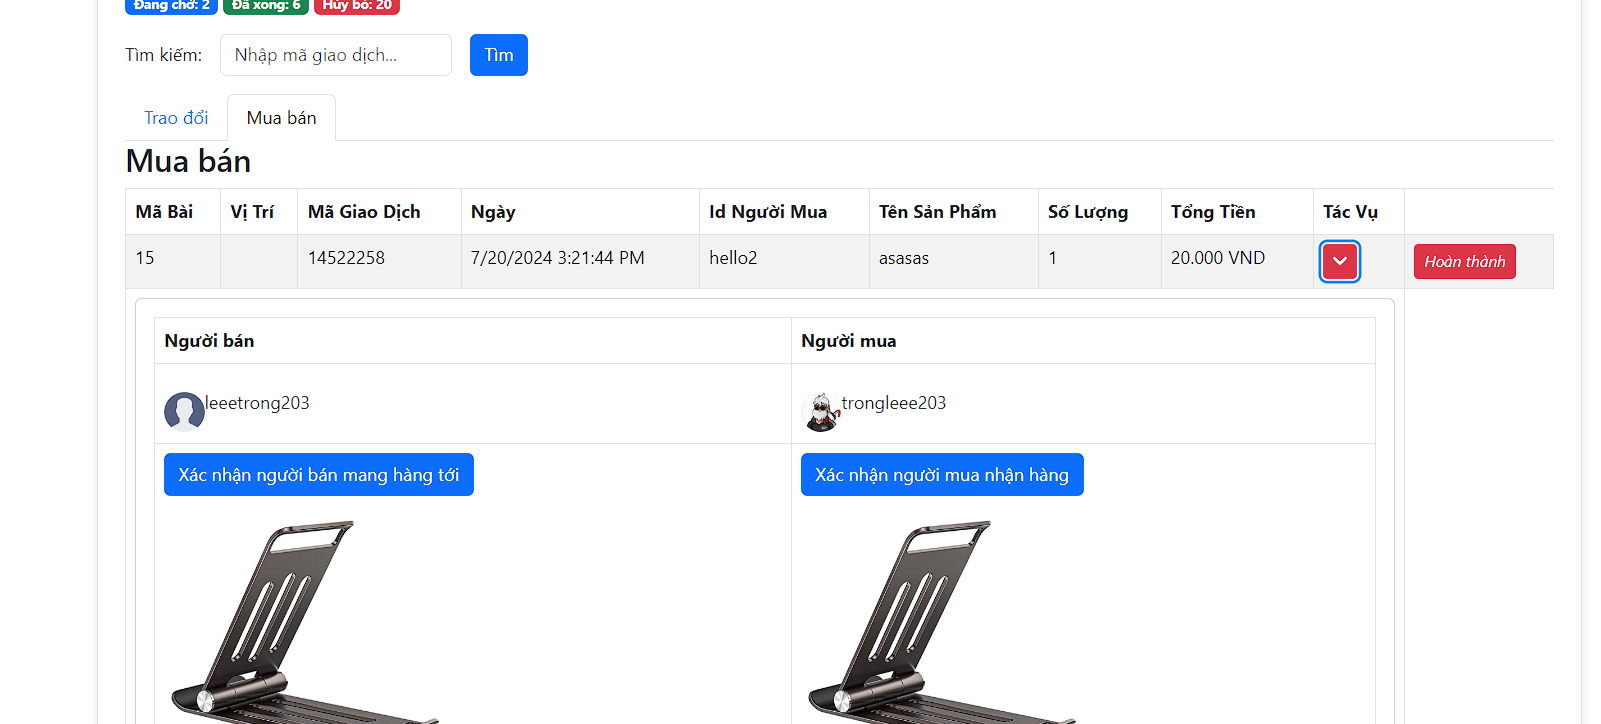 Đang chờ: 2 Đã xong: 6 Hủy bỏ: 20
Tìm kiếm: Nhập mã giao dịch... Tìm
Trao đổi Mua bán
Mua bán
Mã Bài Vị Trí Mã Giao Dịch Ngày Id Người Mua Tên Sản Phẩm Số Lượng Tổng Tiền Tác Vụ
15 14522258 7/20/2024 3:21:44 PM hello2 asasas 1 20.000 VND Hoàn thành
Người bán Người mua
leeetrong203 trongleee203
Xác nhận người bán mang hàng tới Xác nhận người mua nhận hàng